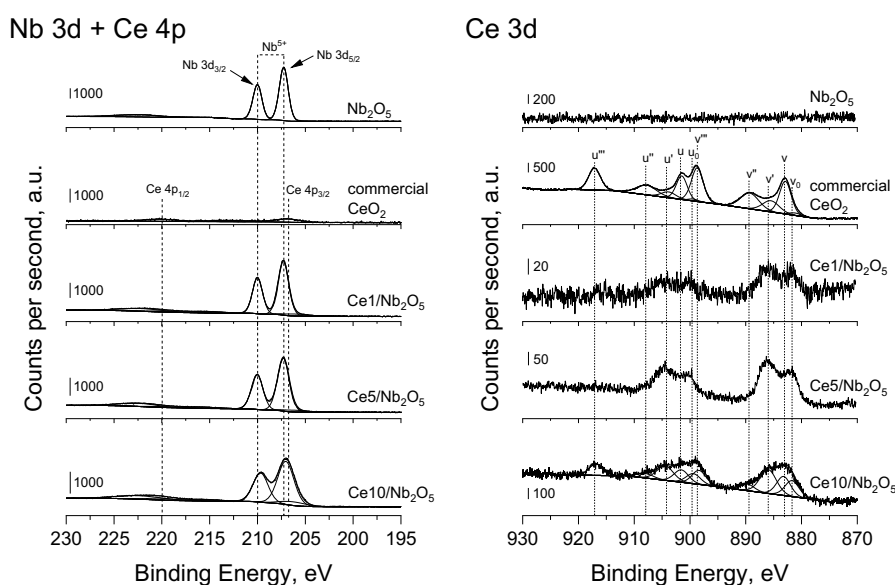 Nb 3d + Ce 4p
Counts per second, a.u.
Nb⁵⁺
Nb 3d₃/₂
Nb 3d₅/₂
1000
Nb₂O₅
1000
Ce 4p₁/₂
Ce 4p₃/₂
commercial
CeO₂
1000
Ce1/Nb₂O₅
1000
Ce5/Nb₂O₅
1000
Ce10/Nb₂O₅
230 225 220 215 210 205 200 195
Binding Energy, eV
Ce 3d
Counts per second, a.u.
200
Nb₂O₅
500
u''' u'' u' u u₀ v''' v'' v' v v₀
commercial
CeO₂
20
Ce1/Nb₂O₅
50
Ce5/Nb₂O₅
100
Ce10/Nb₂O₅
930 920 910 900 890 880 870
Binding Energy, eV